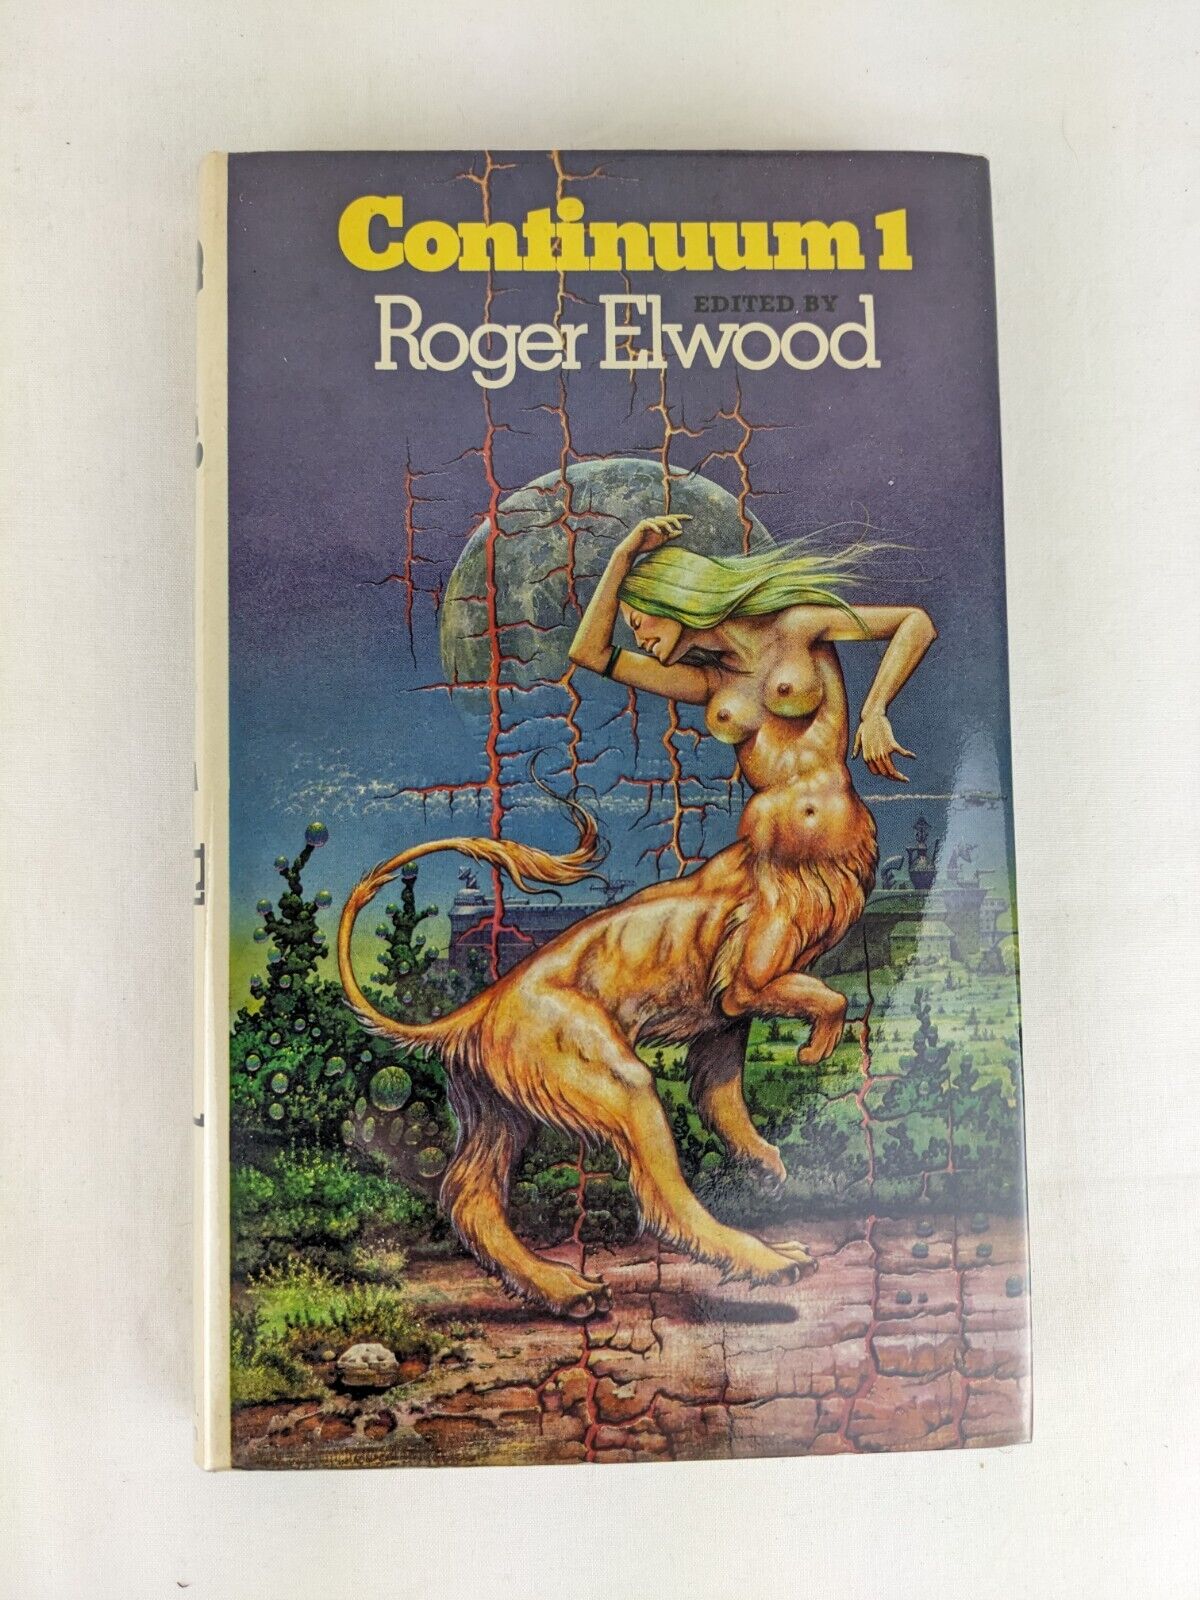 Continuum 1
EDITED BY
Roger Elwood